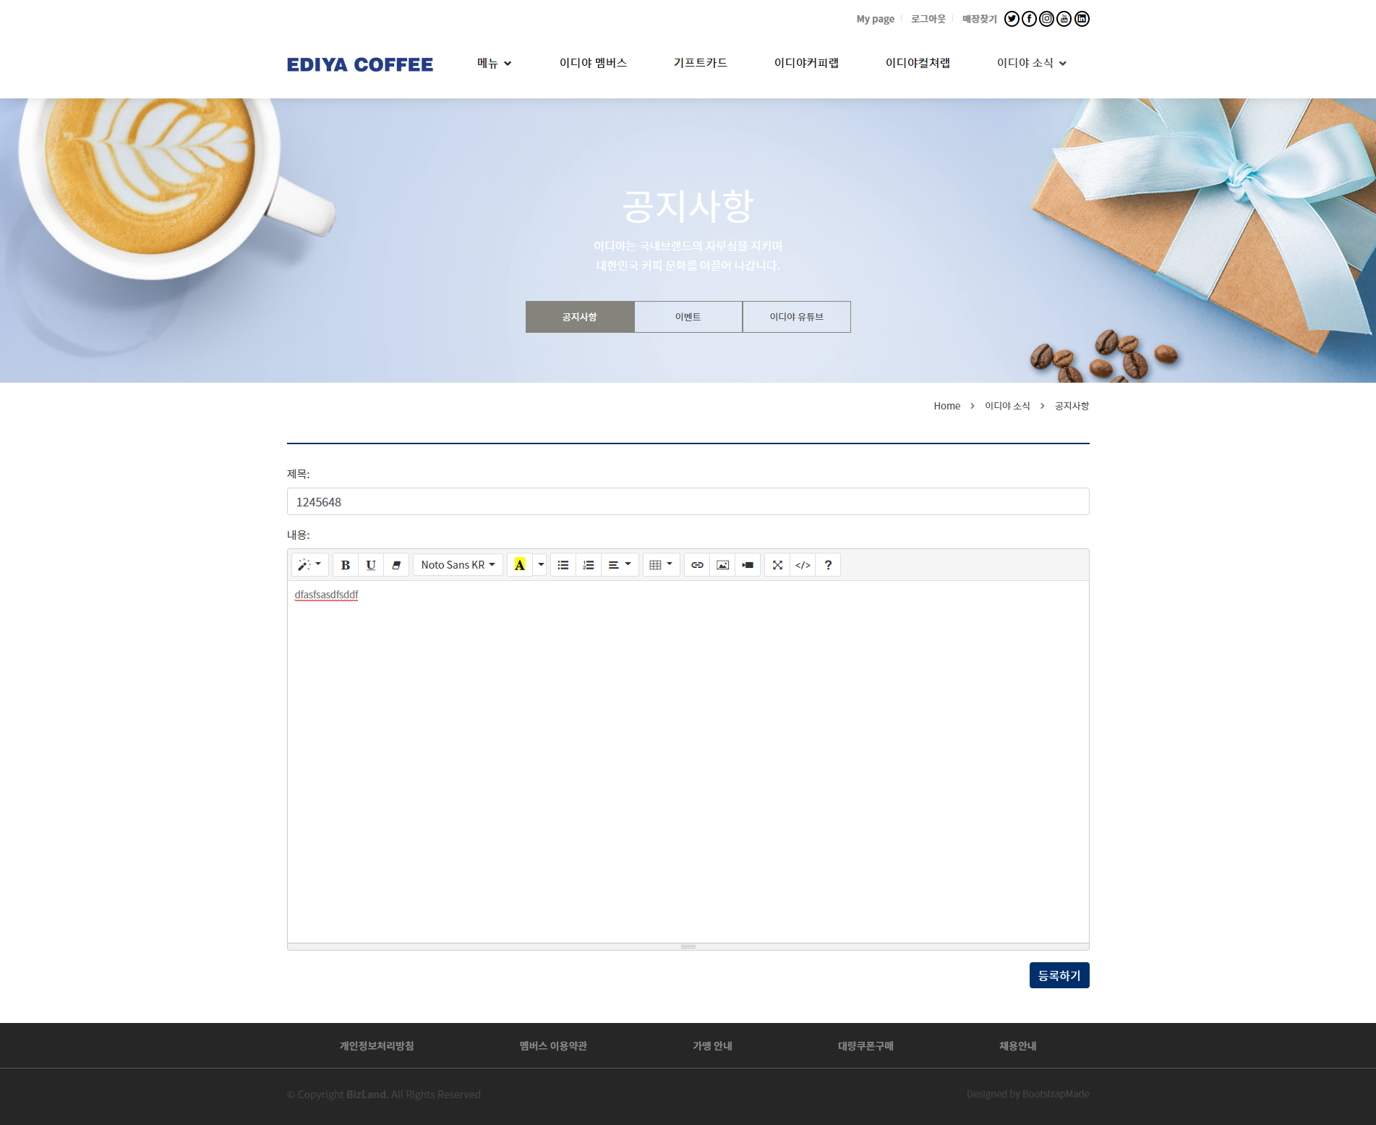 My page 로그아웃 매장찾기
EDIYA COFFEE 메뉴 이디야 멤버스 기프트카드 이디야커피랩 이디야컬쳐랩 이디야 소식
공지사항
이디야는 국내브랜드의 자부심을 지키며
대한민국 커피 문화를 이끌어 나갑니다.
공지사항 이벤트 이디야 유튜브
Home > 이디야 소식 > 공지사항
제목:
1245648
내용:
B U Noto Sans KR A </> ?
dfasfsasdfsddf
등록하기
개인정보처리방침 멤버스 이용약관 가맹 안내 대량쿠폰구매 채용안내
© Copyright BizLand. All Rights Reserved Designed by BootstrapMade